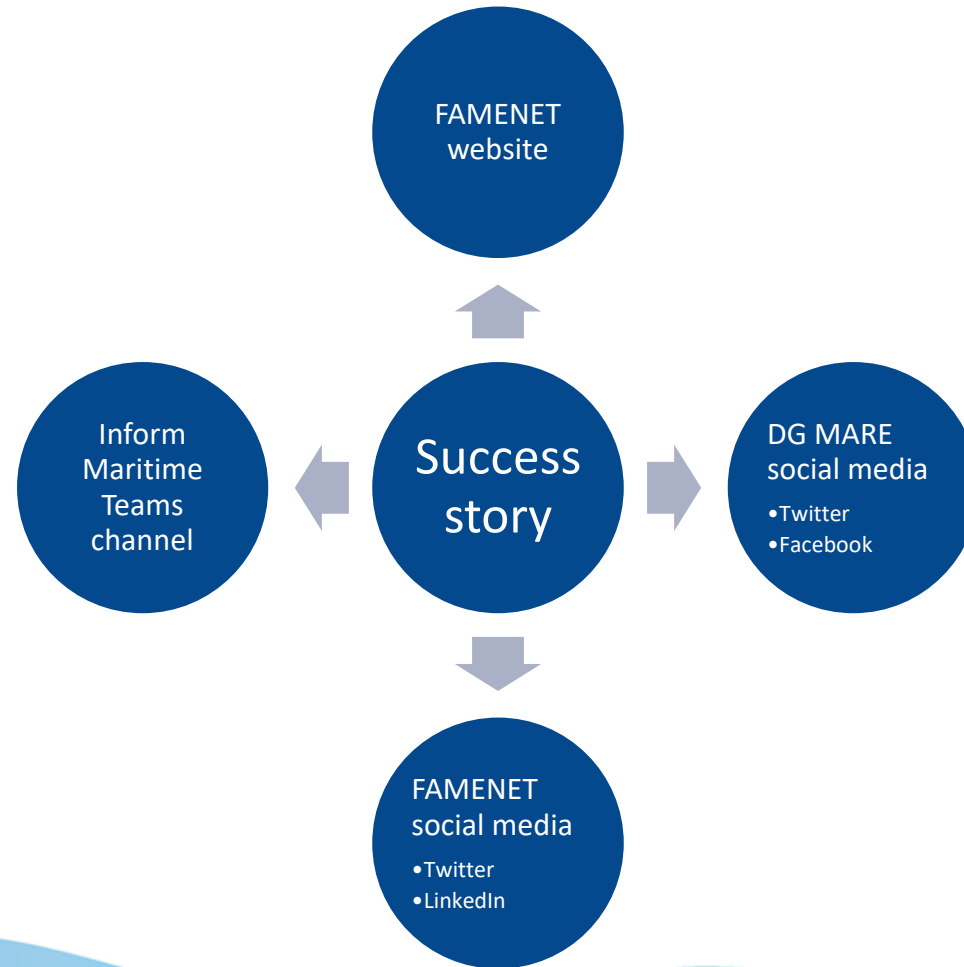 FAMENET
website
Inform
Maritime
Teams
channel
Success
story
DG MARE
social media
•Twitter
•Facebook
FAMENET
social media
•Twitter
•LinkedIn